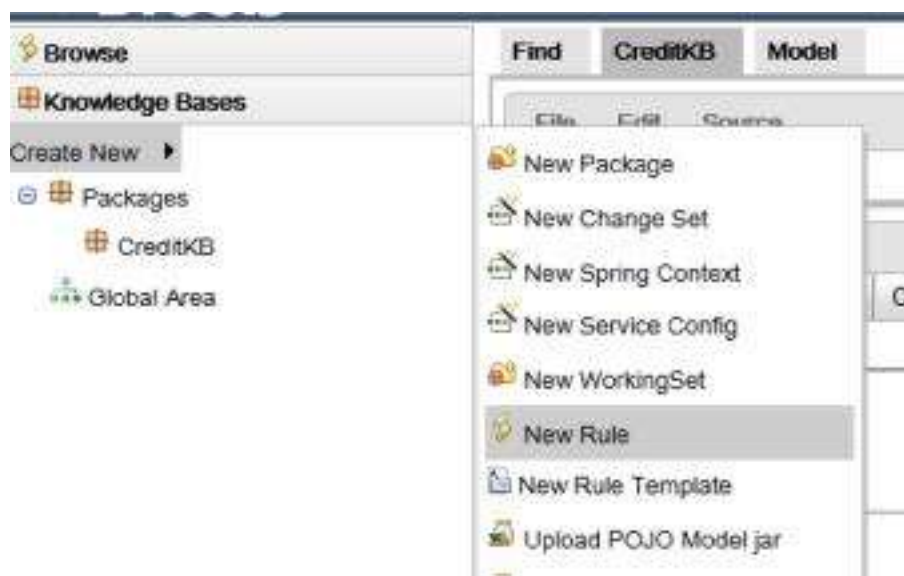 Browse
Knowledge Bases
Create New
Packages
CreditKB
Global Area
Find CreditKB Model
File Edit Source
New Package
New Change Set
New Spring Context
New Service Config
New WorkingSet
New Rule
New Rule Template
Upload POJO Model jar